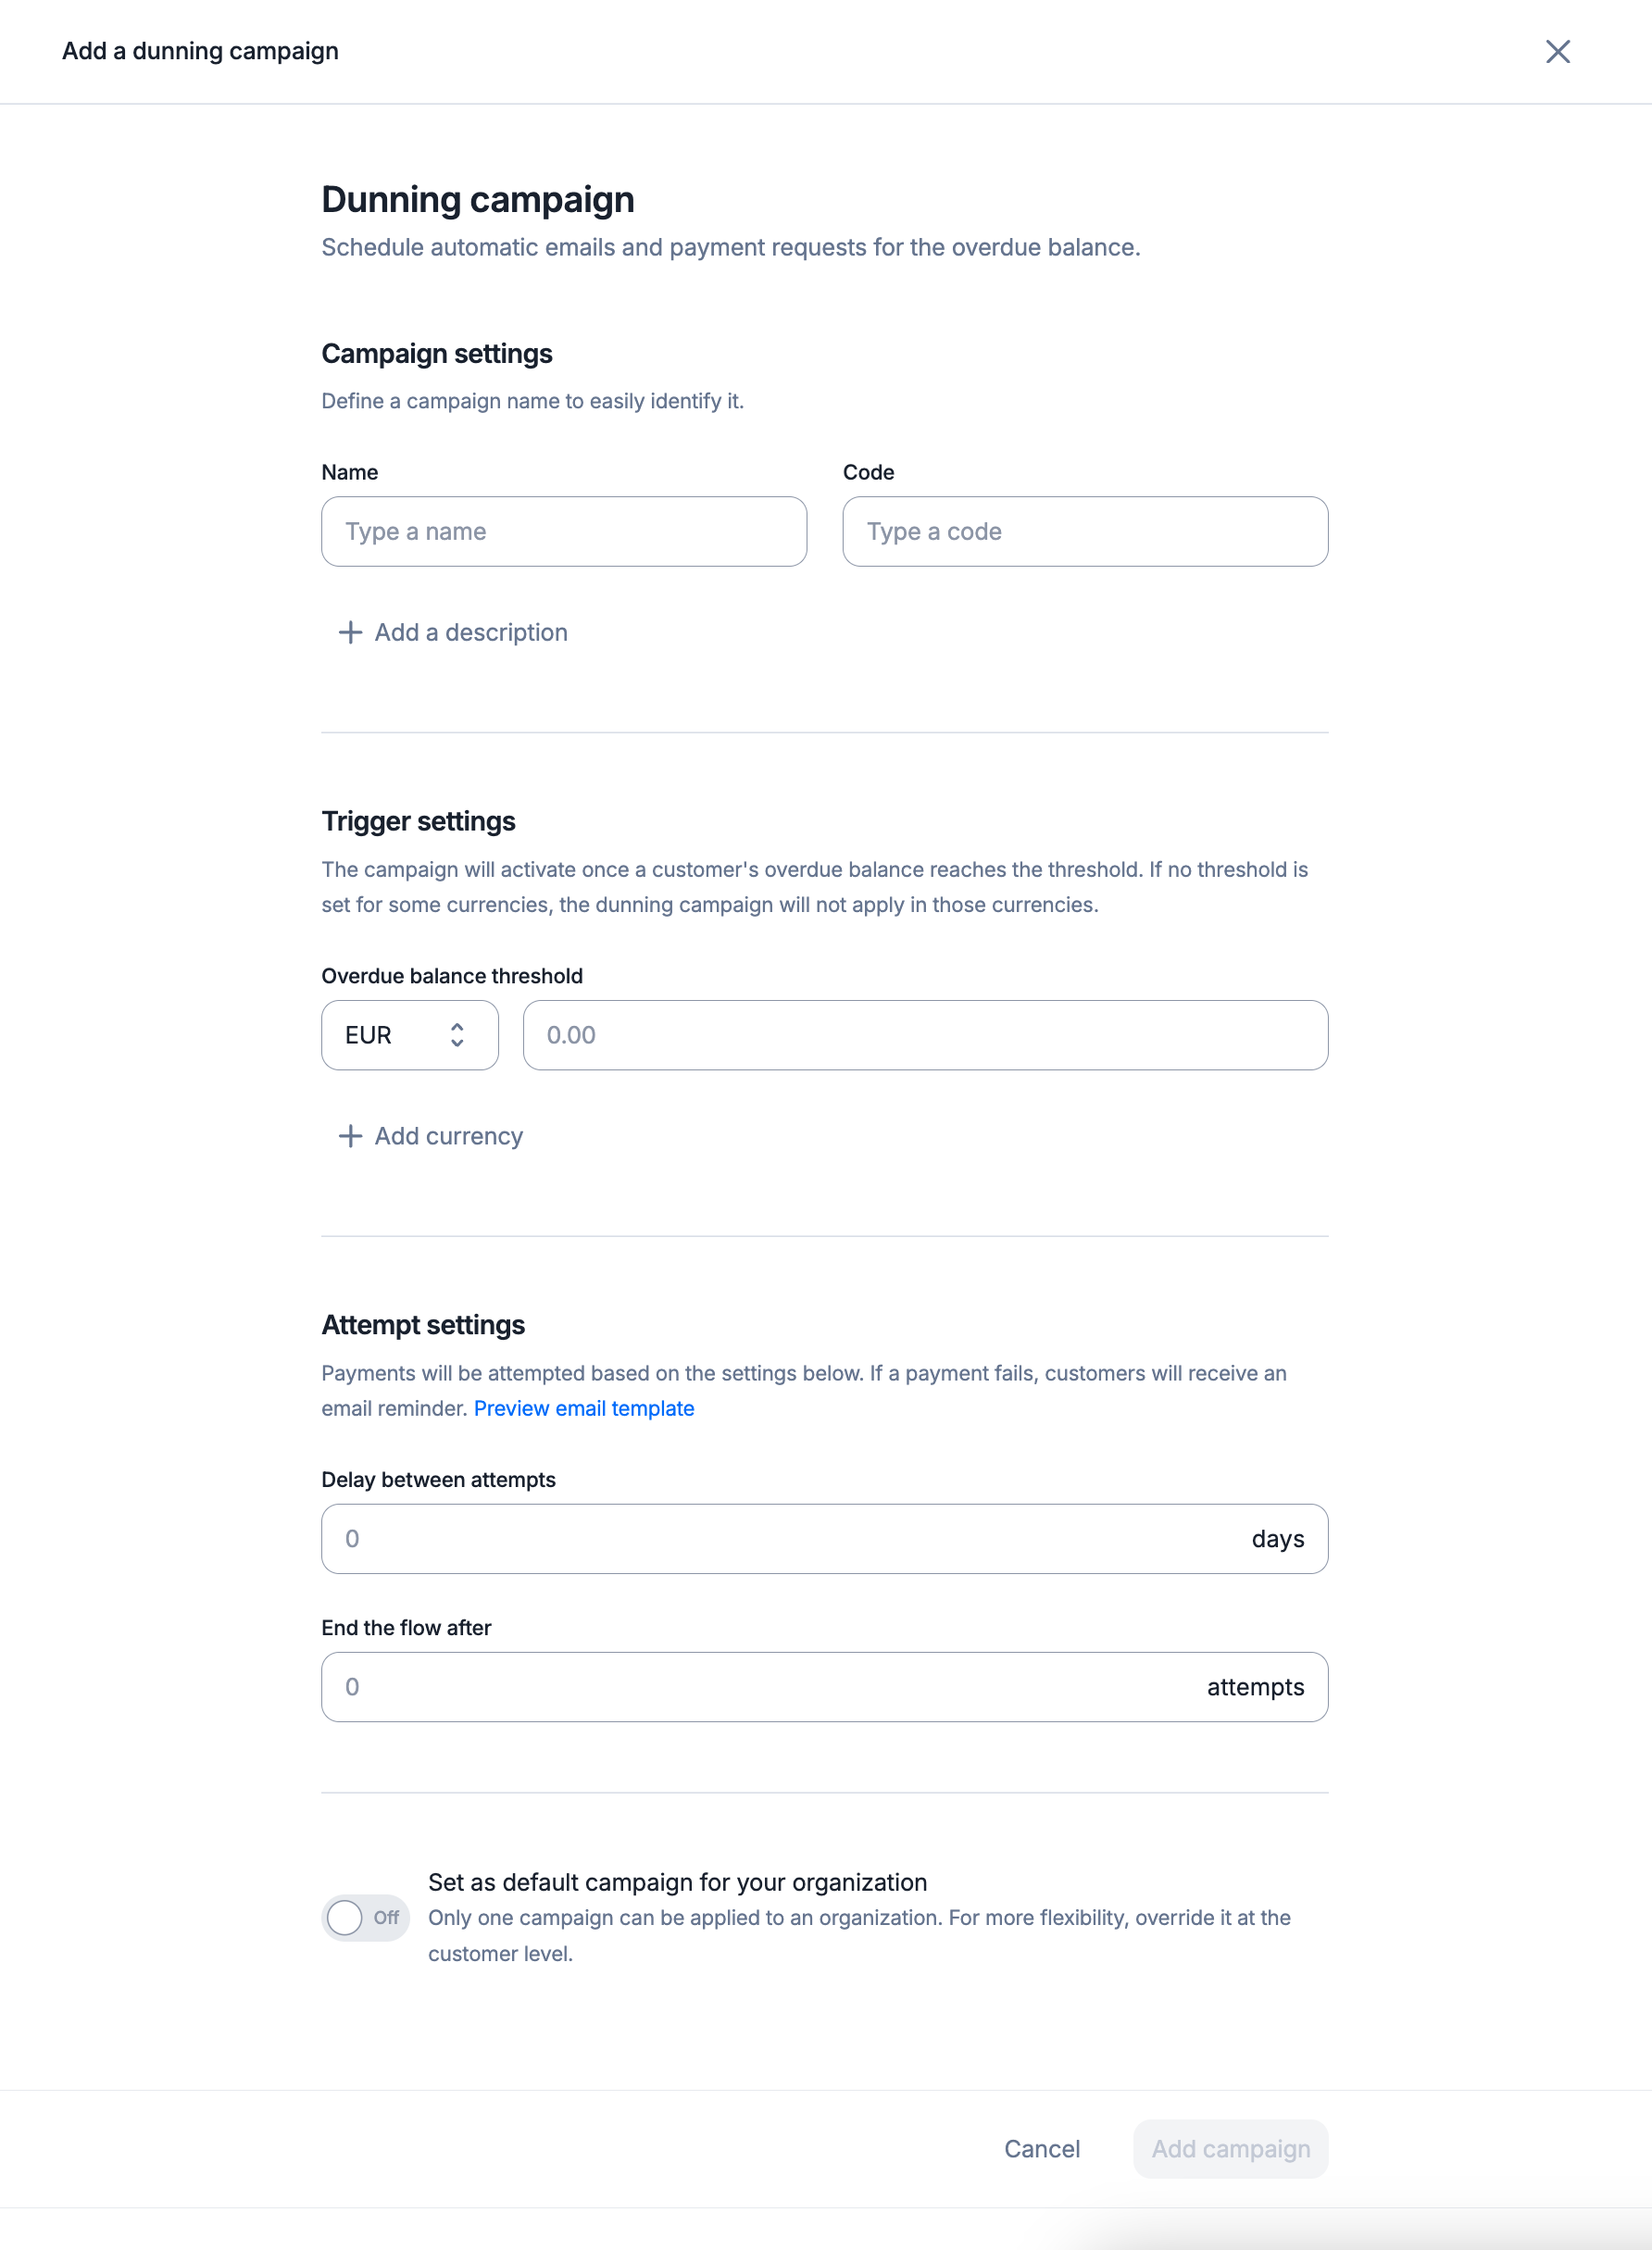 Add a dunning campaign
Dunning campaign
Schedule automatic emails and payment requests for the overdue balance.
Campaign settings
Define a campaign name to easily identify it.
Name
Code
Type a name
Type a code
Add a description
Trigger settings
The campaign will activate once a customer's overdue balance reaches the threshold. If no threshold is
set for some currencies, the dunning campaign will not apply in those currencies.
Overdue balance threshold
EUR
0.00
Add currency
Attempt settings
Payments will be attempted based on the settings below. If a payment fails, customers will receive an
email reminder. Preview email template
Delay between attempts
0 days
End the flow after
0 attempts
Set as default campaign for your organization
Off
Only one campaign can be applied to an organization. For more flexibility, override it at the
customer level.
Cancel
Add campaign